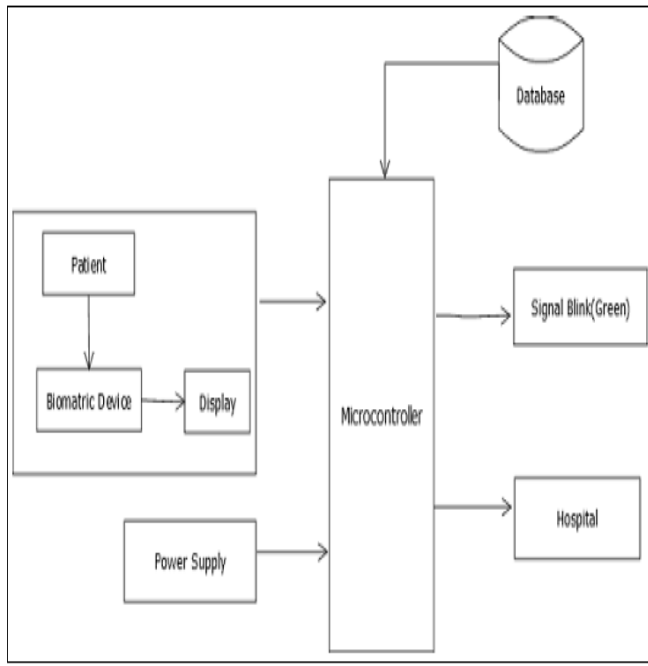 Database
Patient
Signal Blink(Green)
Biomatric Device
Display
Microcontroller
Hospital
Power Supply